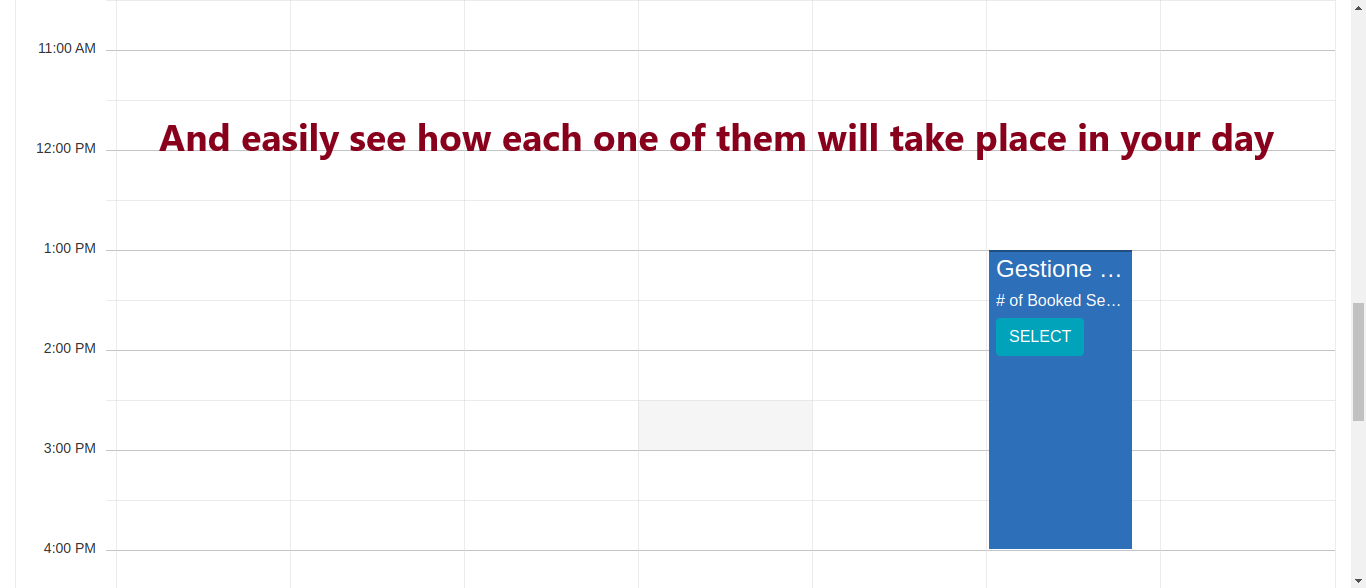 11:00 AM
And easily see how each one of them will take place in your day
12:00 PM
1:00 PM
Gestione …
# of Booked Se…
SELECT
2:00 PM
3:00 PM
4:00 PM